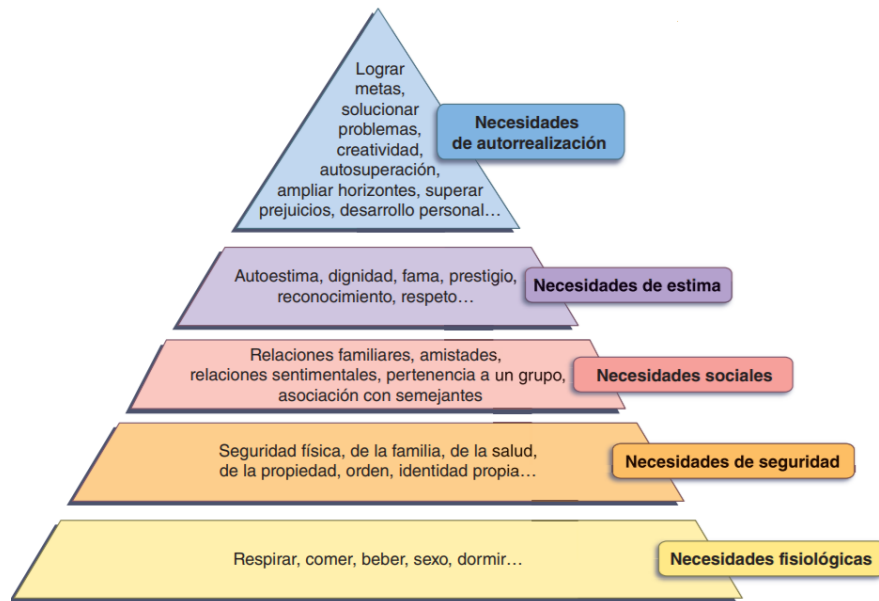 Lograr
metas,
solucionar
problemas,
creatividad,
autosuperación,
ampliar horizontes, superar
prejuicios, desarrollo personal…
Necesidades
de autorrealización
Autoestima, dignidad, fama, prestigio,
reconocimiento, respeto…
Necesidades de estima
Relaciones familiares, amistades,
relaciones sentimentales, pertenencia a un grupo,
asociación con semejantes
Necesidades sociales
Seguridad física, de la familia, de la salud,
de la propiedad, orden, identidad propia…
Necesidades de seguridad
Respirar, comer, beber, sexo, dormir…
Necesidades fisiológicas